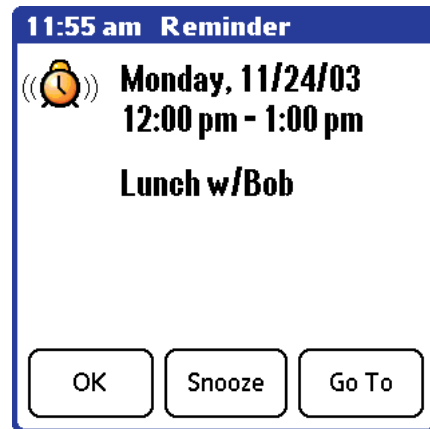 11:55 am Reminder
Monday, 11/24/03
12:00 pm - 1:00 pm
Lunch w/Bob
OK Snooze Go To